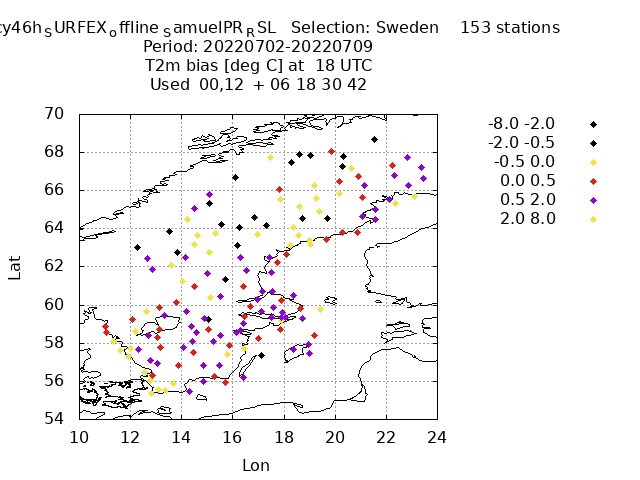 cy46h_SURFEX_offline_SamuelPR_RSL Selection: Sweden 153 stations
Period: 20220702-20220709
T2m bias [deg C] at 18 UTC
Used 00,12 + 06 18 30 42
-8.0 -2.0
-2.0 -0.5
-0.5 0.0
0.0 0.5
0.5 2.0
2.0 8.0
70
68
66
64
62
60
58
56
54
Lat
10 12 14 16 18 20 22 24
Lon